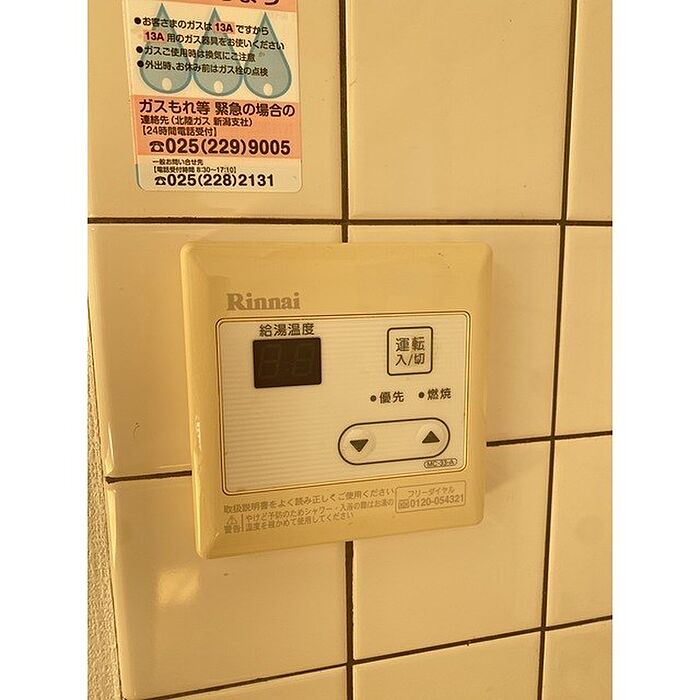 ●お客さまのガスは 13A ですから
13A 用のガス器具をお使いください
●ガスご使用時は換気にご注意
●外出時、お休み前はガス栓の点検
ガスもれ等 緊急の場合の
連絡先(北陸ガス 新潟支社)
【24時間電話受付】
☎025(229)9005
一般お問い合せ先
【電話受付時間 8:30〜17:10】
☎025(228)2131
Rinnai
給湯温度
運転
入/切
●優先 ●燃焼
▼ ▲
MC-33-A
取扱説明書をよく読み正しくご使用ください
フリーダイヤル
0120-054321
警告
やけど予防のためシャワー・入浴の際はお湯の
温度を確かめて使用してください